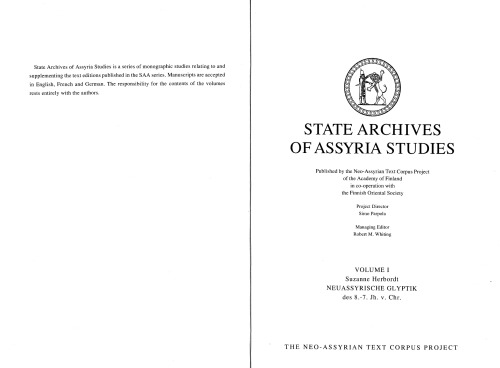 State Archives of Assyria Studies is a series of monographic studies relating to and
supplementing the text editions published in the SAA series. Manuscripts are accepted
in English, French and German. The responsibility for the contents of the volumes
rests entirely with the authors.
STATE ARCHIVES
OF ASSYRIA STUDIES
Published by the Neo-Assyrian Text Corpus Project
of the Academy of Finland
in co-operation with
the Finnish Oriental Society
Project Director
Simo Parpola
Managing Editor
Robert M. Whiting
VOLUME I
Suzanne Herbordt
NEUASSYRISCHE GLYPTIK
des 8.-7. Jh. v. Chr.
THE NEO-ASSYRIAN TEXT CORPUS PROJECT